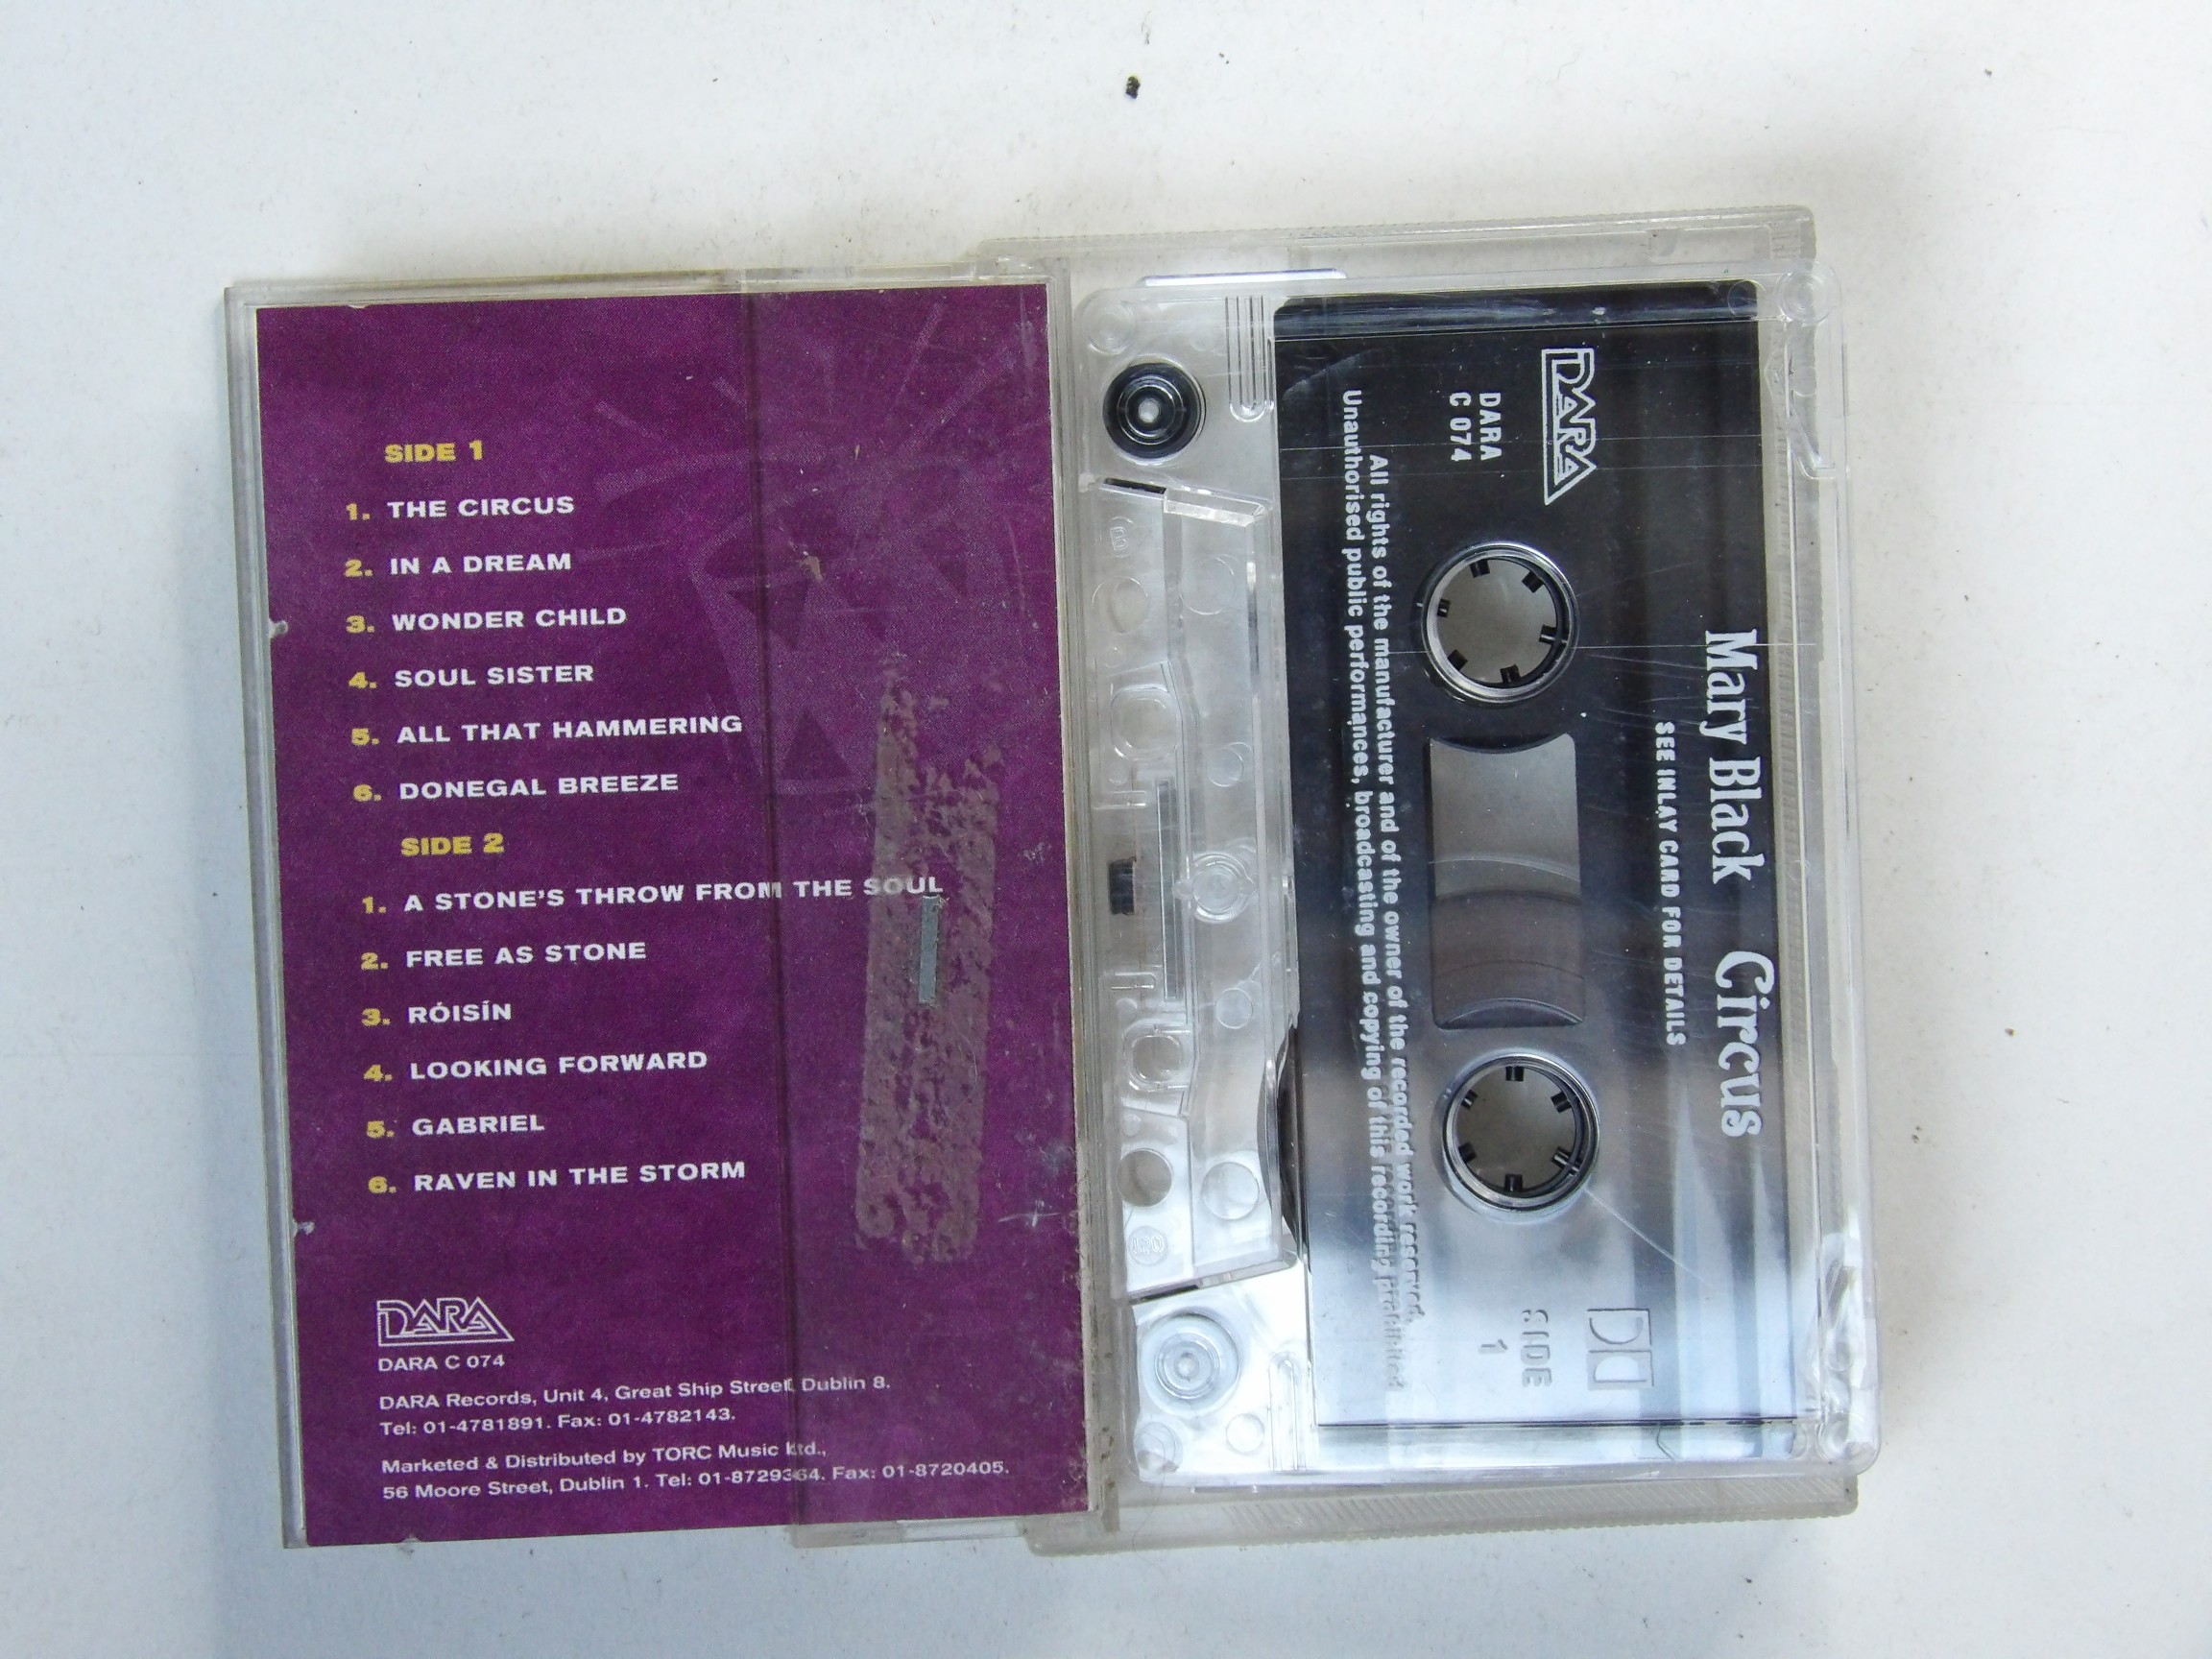 SIDE 1
1. THE CIRCUS
2. IN A DREAM
3. WONDER CHILD
4. SOUL SISTER
5. ALL THAT HAMMERING
6. DONEGAL BREEZE
SIDE 2
1. A STONE'S THROW FROM THE SOUL
2. FREE AS STONE
3. RÓISÍN
4. LOOKING FORWARD
5. GABRIEL
6. RAVEN IN THE STORM
DARA
DARA C 074
DARA Records, Unit 4, Great Ship Street, Dublin 8.
Tel: 01-4781891. Fax: 01-4782143.
Marketed & Distributed by TORC Music Ltd.,
56 Moore Street, Dublin 1. Tel: 01-8729364. Fax: 01-8720405.
Mary Black Circus
SEE INLAY CARD FOR DETAILS
DARA
DARA
C 074
SIDE
1
All rights of the manufacturer and of the owner of the recorded work reserved.
Unauthorised public performances, broadcasting and copying of this recording prohibited